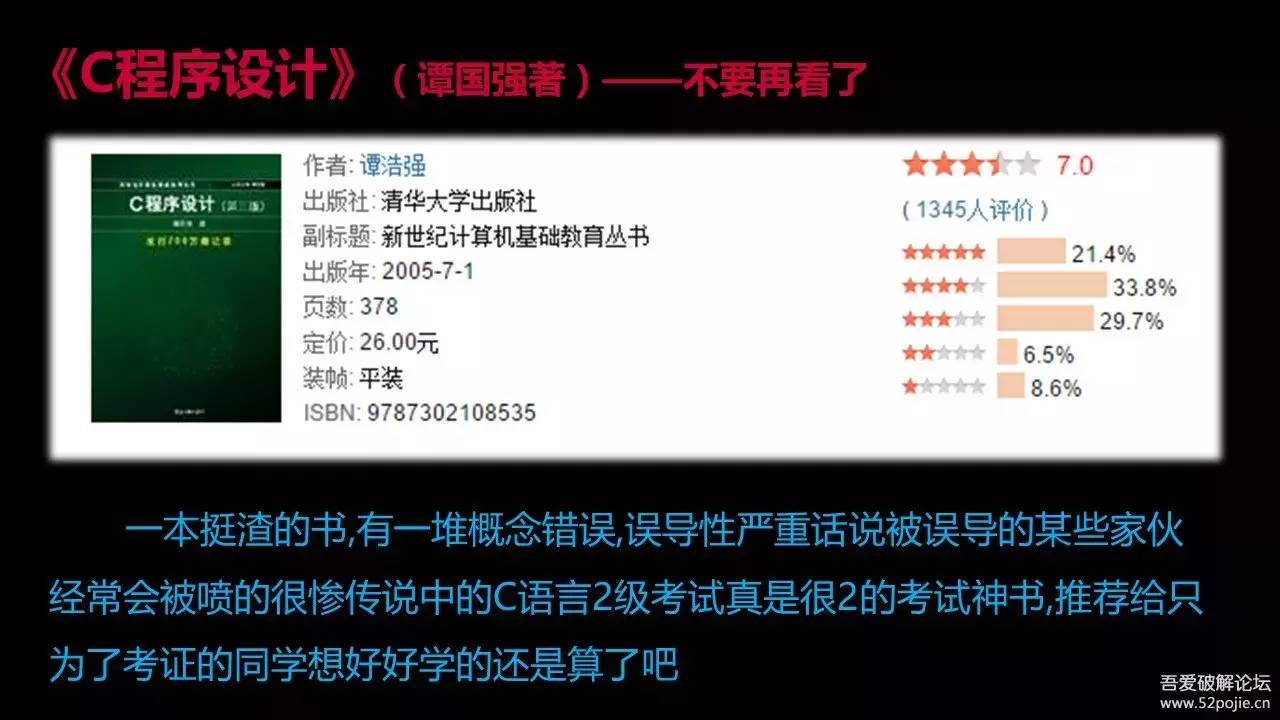 《C程序设计》（谭国强著）——不要再看了
C程序设计（第三版）
作者: 谭浩强
出版社: 清华大学出版社
副标题: 新世纪计算机基础教育丛书
出版年: 2005-7-1
页数: 378
定价: 26.00元
装帧: 平装
ISBN: 9787302108535
7.0
（1345人评价）
21.4%
33.8%
29.7%
6.5%
8.6%
一本挺渣的书,有一堆概念错误,误导性严重话说被误导的某些家伙
经常会被喷的很惨传说中的C语言2级考试真是很2的考试神书,推荐给只
为了考证的同学想好好学的还是算了吧
吾爱破解论坛
www.52pojie.cn